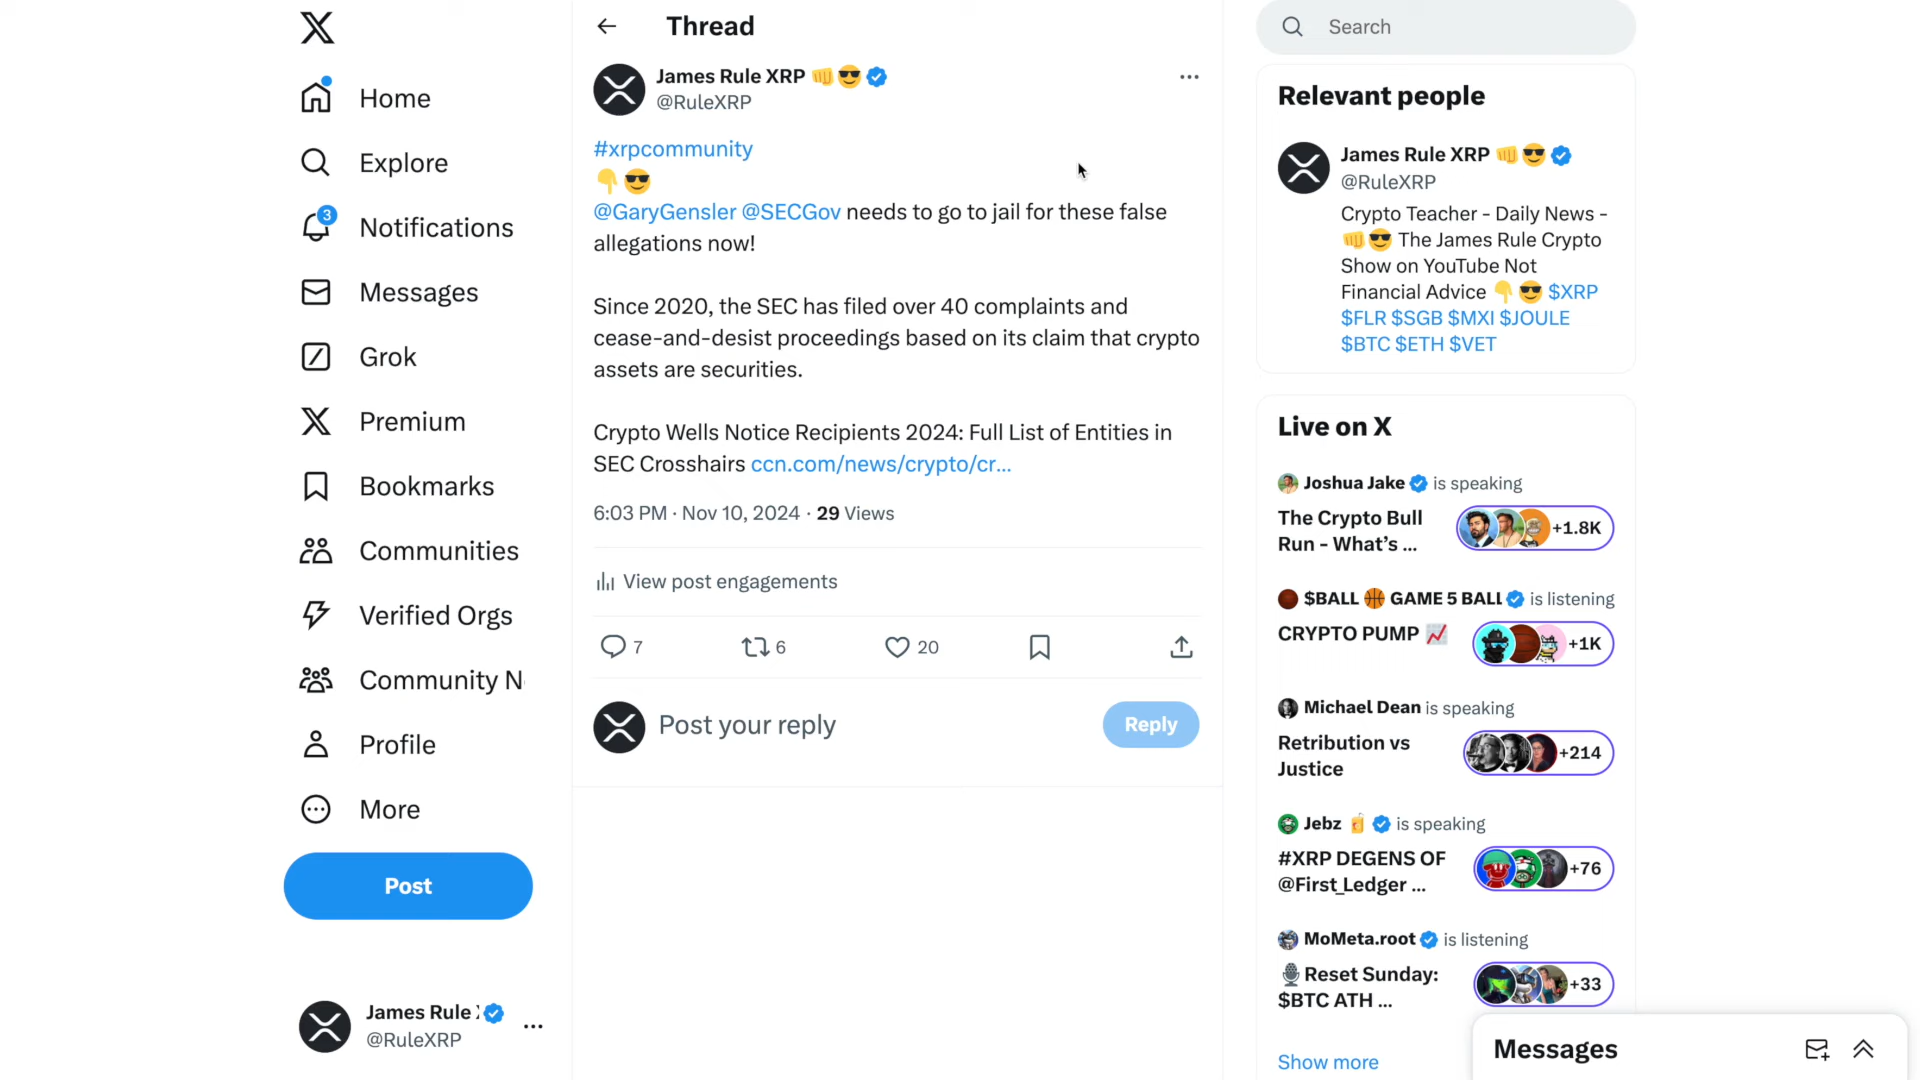 Home
Explore
3
Notifications
Messages
Grok
Premium
Bookmarks
Communities
Verified Orgs
Community N
Profile
More
Post
James Rule
@RuleXRP
Thread
James Rule XRP 👊😎
@RuleXRP
#xrpcommunity
👇😎
@GaryGensler @SECGov needs to go to jail for these false
allegations now!
Since 2020, the SEC has filed over 40 complaints and
cease-and-desist proceedings based on its claim that crypto
assets are securities.
Crypto Wells Notice Recipients 2024: Full List of Entities in
SEC Crosshairs ccn.com/news/crypto/cr...
6:03 PM · Nov 10, 2024 · 29 Views
View post engagements
7 6 20
Post your reply
Reply
Search
Relevant people
James Rule XRP 👊😎
@RuleXRP
Crypto Teacher - Daily News -
👊😎 The James Rule Crypto
Show on YouTube Not
Financial Advice 👇😎 $XRP
$FLR $SGB $MXI $JOULE
$BTC $ETH $VET
Live on X
Joshua Jake is speaking
The Crypto Bull
Run - What's ...
+1.8K
$BALL 🏀 GAME 5 BALL is listening
CRYPTO PUMP 📈
+1K
Michael Dean is speaking
Retribution vs
Justice
+214
Jebz 🧃 is speaking
#XRP DEGENS OF
@First_Ledger ...
+76
MoMeta.root is listening
🎙️Reset Sunday:
$BTC ATH ...
+33
Show more
Messages